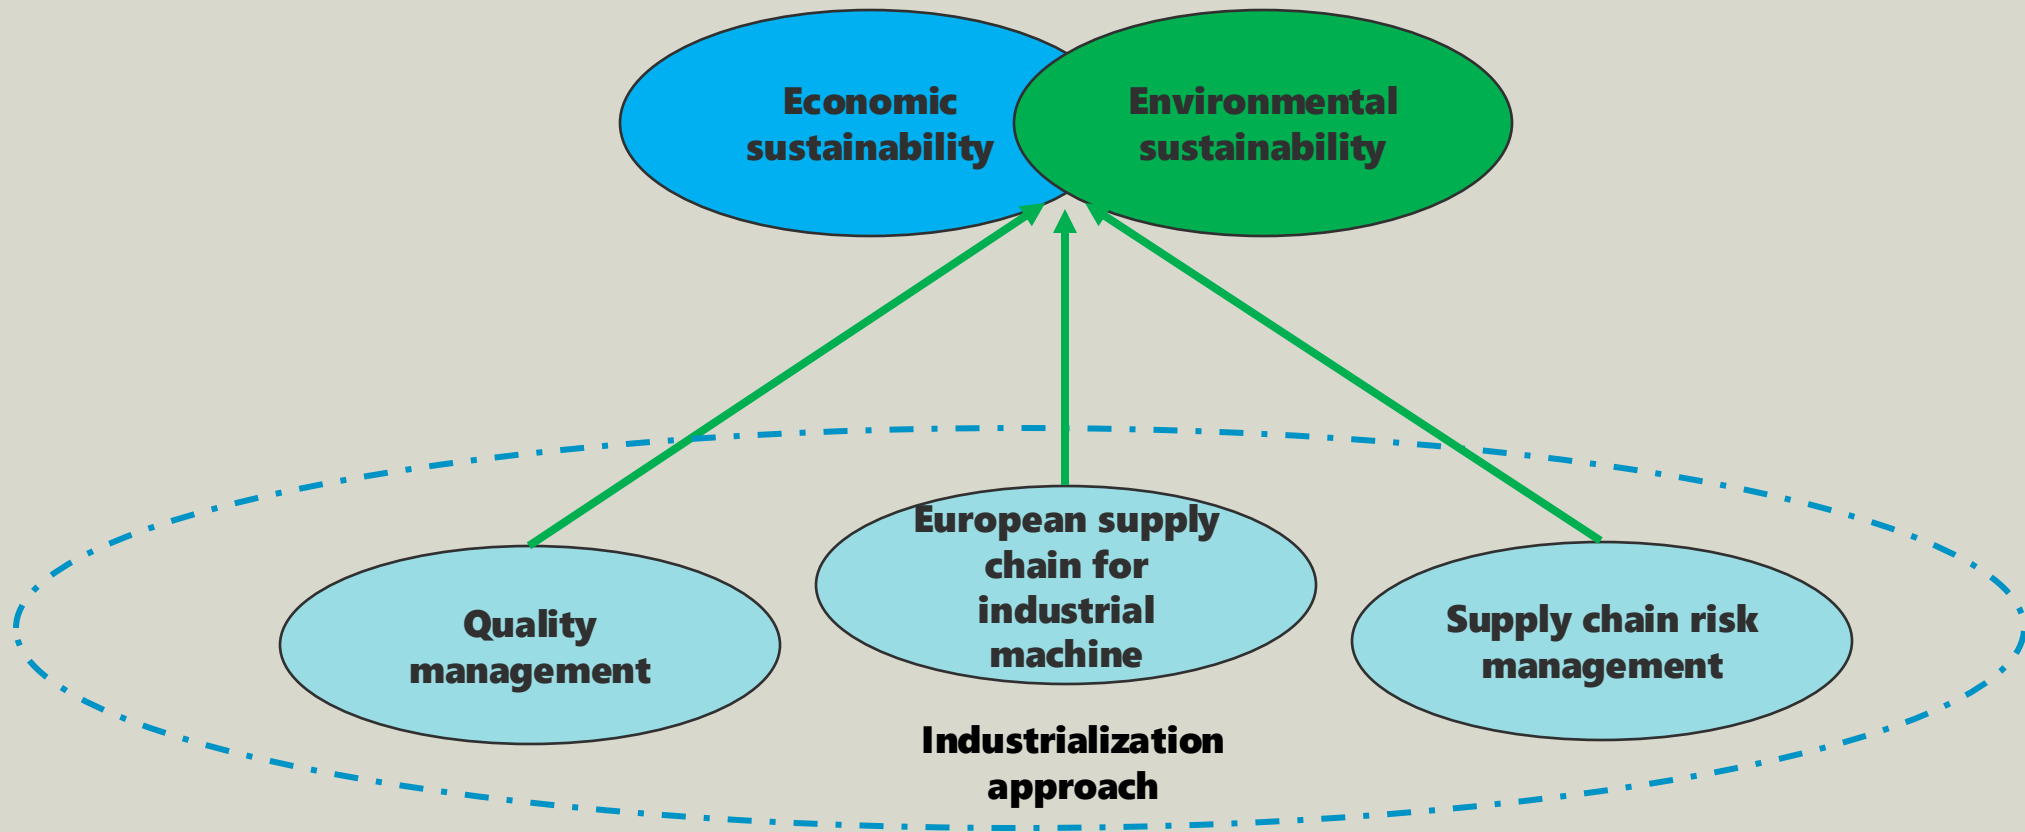 Economic
sustainability
Environmental
sustainability
European supply
chain for
industrial
machine
Quality
management
Supply chain risk
management
Industrialization
approach